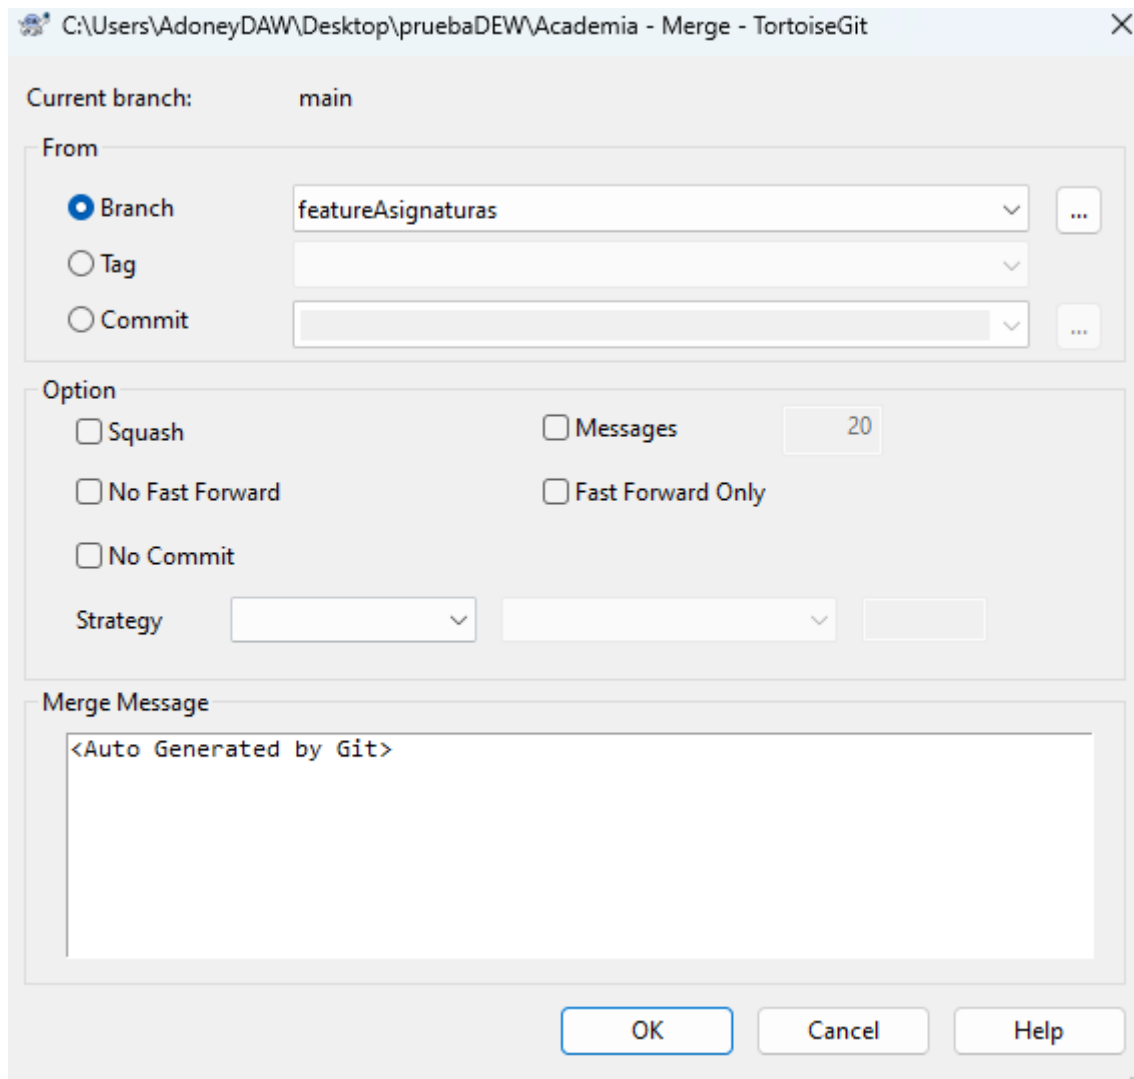 C:\Users\AdoneyDAW\Desktop\pruebaDEW\Academia - Merge - TortoiseGit
Current branch: main
From
Branch featureAsignaturas ...
Tag
Commit ...
Option
Squash Messages 20
No Fast Forward Fast Forward Only
No Commit
Strategy
Merge Message
<Auto Generated by Git>
OK Cancel Help